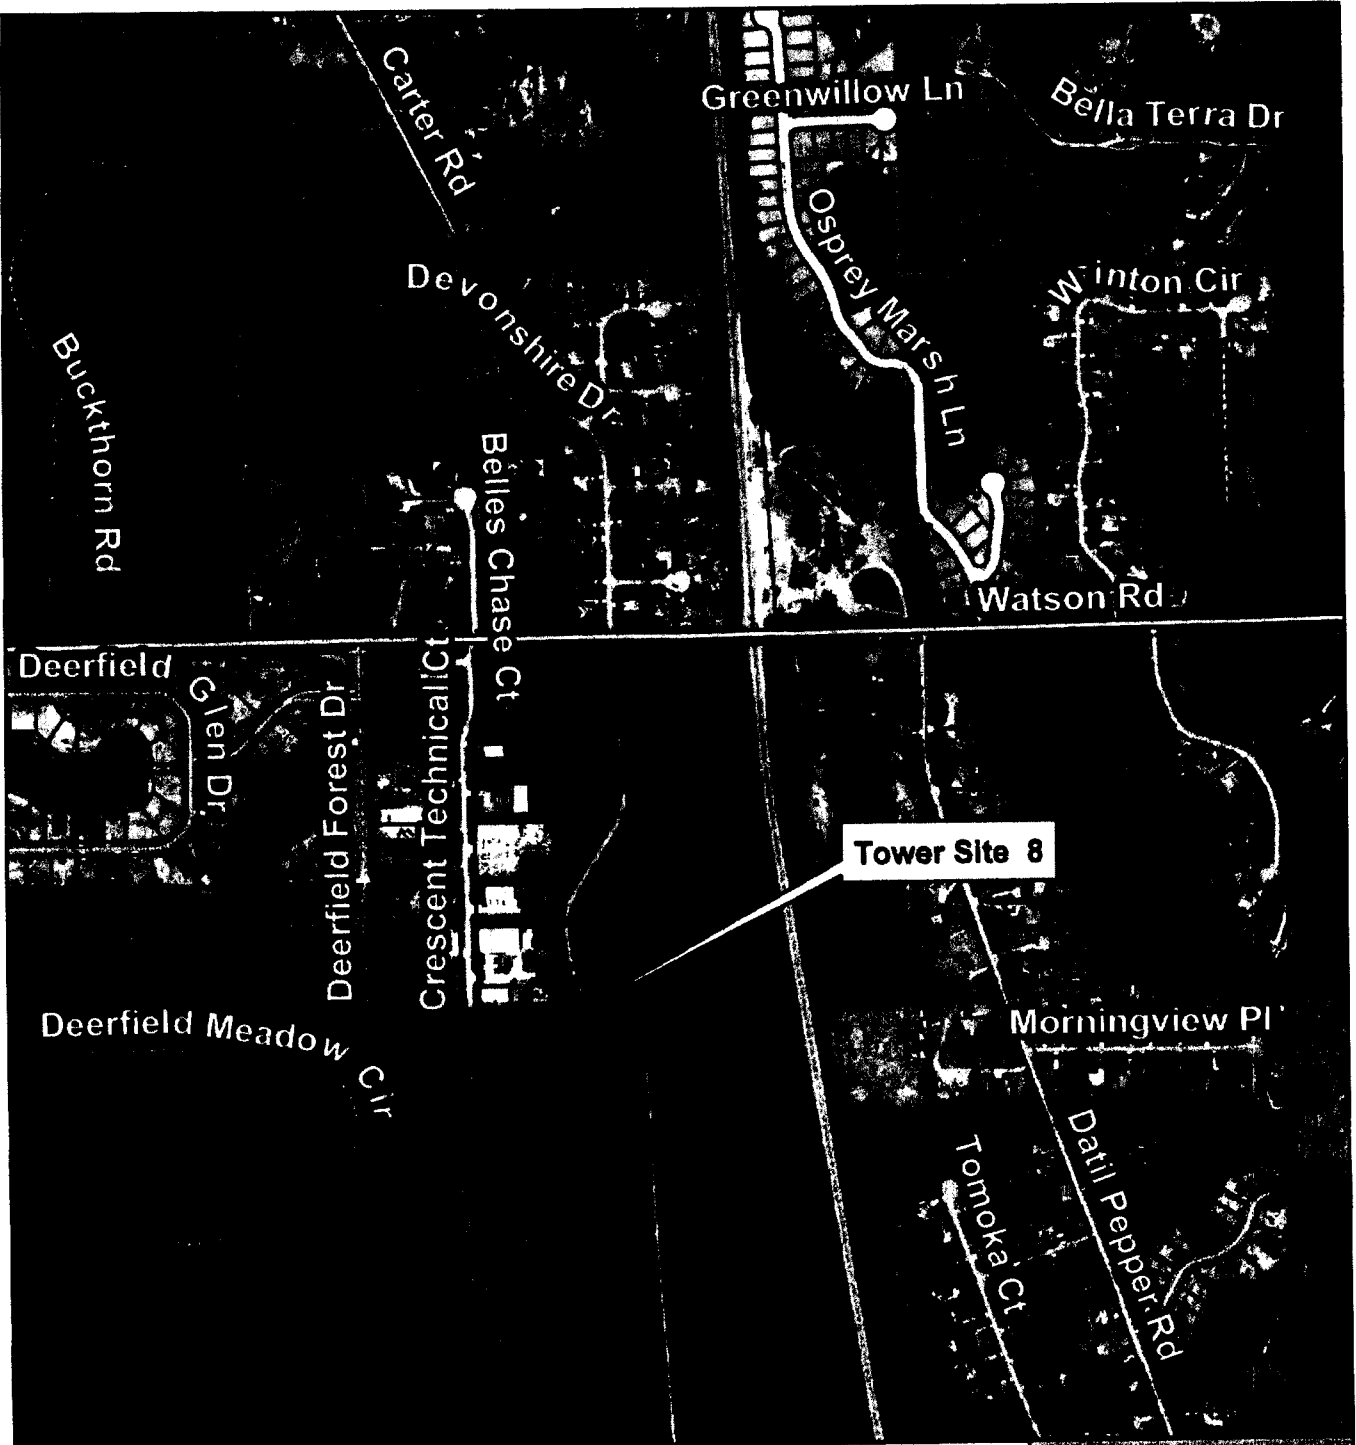 Carter Rd
Greenwillow Ln
Bella Terra Dr
Osprey Marsh Ln
Devonshire Dr
Winton Cir
Buckthorn Rd
Belles Chase Ct
Watson Rd
Deerfield
Glen Dr
Deerfield Forest Dr
Crescent Technical Ct
Tower Site 8
Deerfield Meadow Cir
Morningview Pl
Datil Pepper Rd
Tomoka Ct